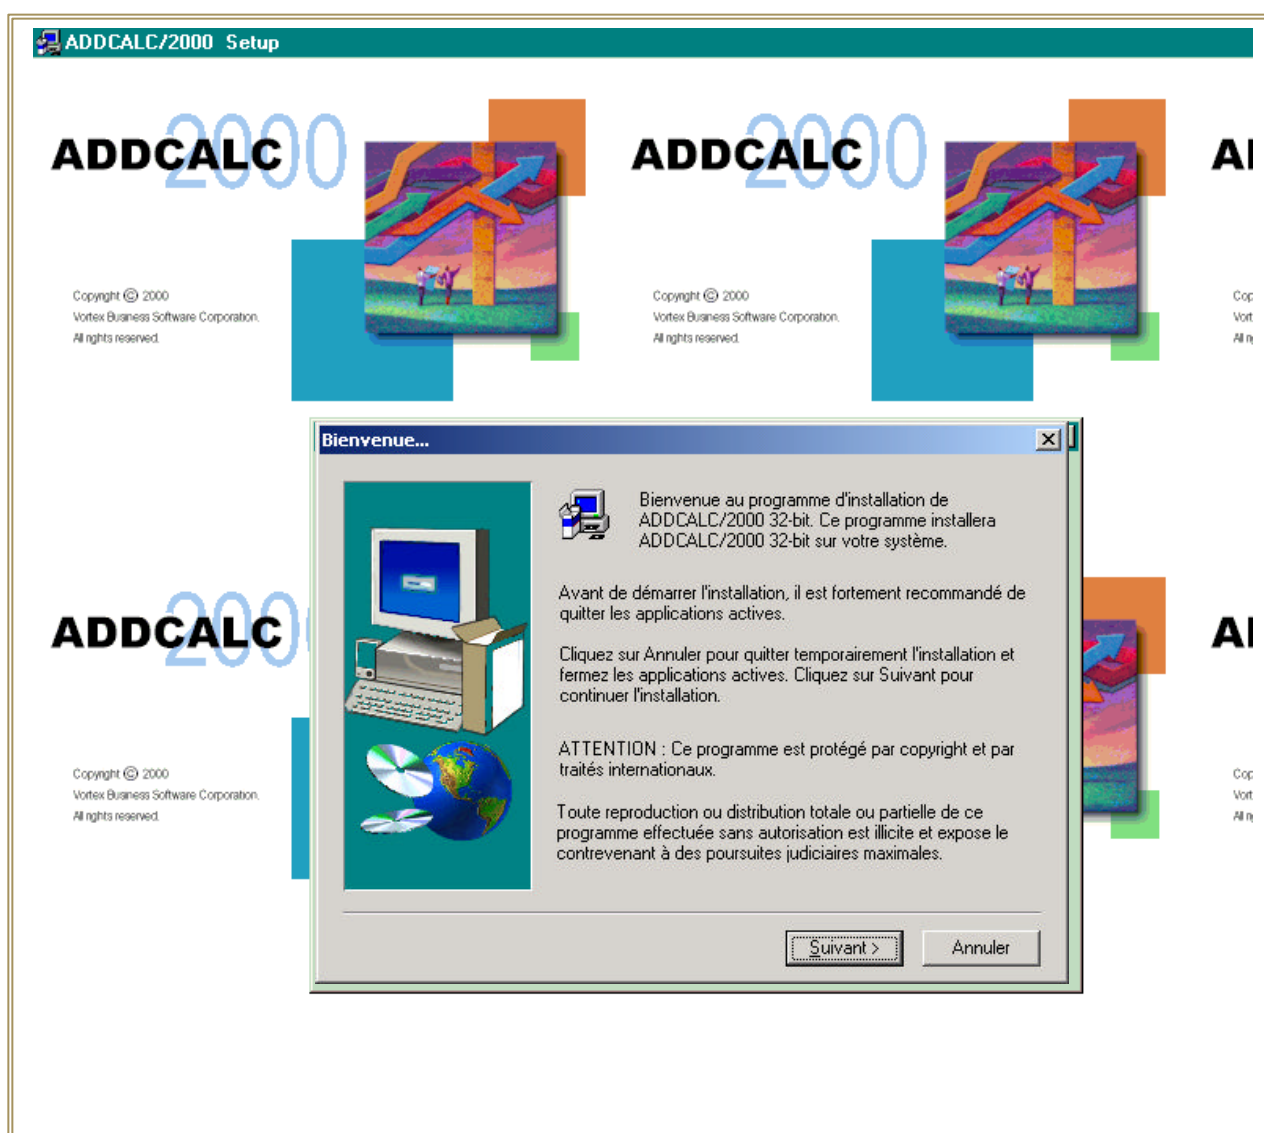 ADDCALC/2000 Setup
2000
ADDCALC
2000
ADDCALC
Copyright © 2000
Vortex Business Software Corporation.
All rights reserved.
Copyright © 2000
Vortex Business Software Corporation.
All rights reserved.
Bienvenue...
Bienvenue au programme d'installation de
ADDCALC/2000 32-bit. Ce programme installera
ADDCALC/2000 32-bit sur votre système.
Avant de démarrer l'installation, il est fortement recommandé de
quitter les applications actives.
Cliquez sur Annuler pour quitter temporairement l'installation et
fermez les applications actives. Cliquez sur Suivant pour
continuer l'installation.
ATTENTION : Ce programme est protégé par copyright et par
traités internationaux.
Toute reproduction ou distribution totale ou partielle de ce
programme effectuée sans autorisation est illicite et expose le
contrevenant à des poursuites judiciaires maximales.
Suivant >
Annuler
ADDCALC
Copyright © 2000
Vortex Business Software Corporation.
All rights reserved.